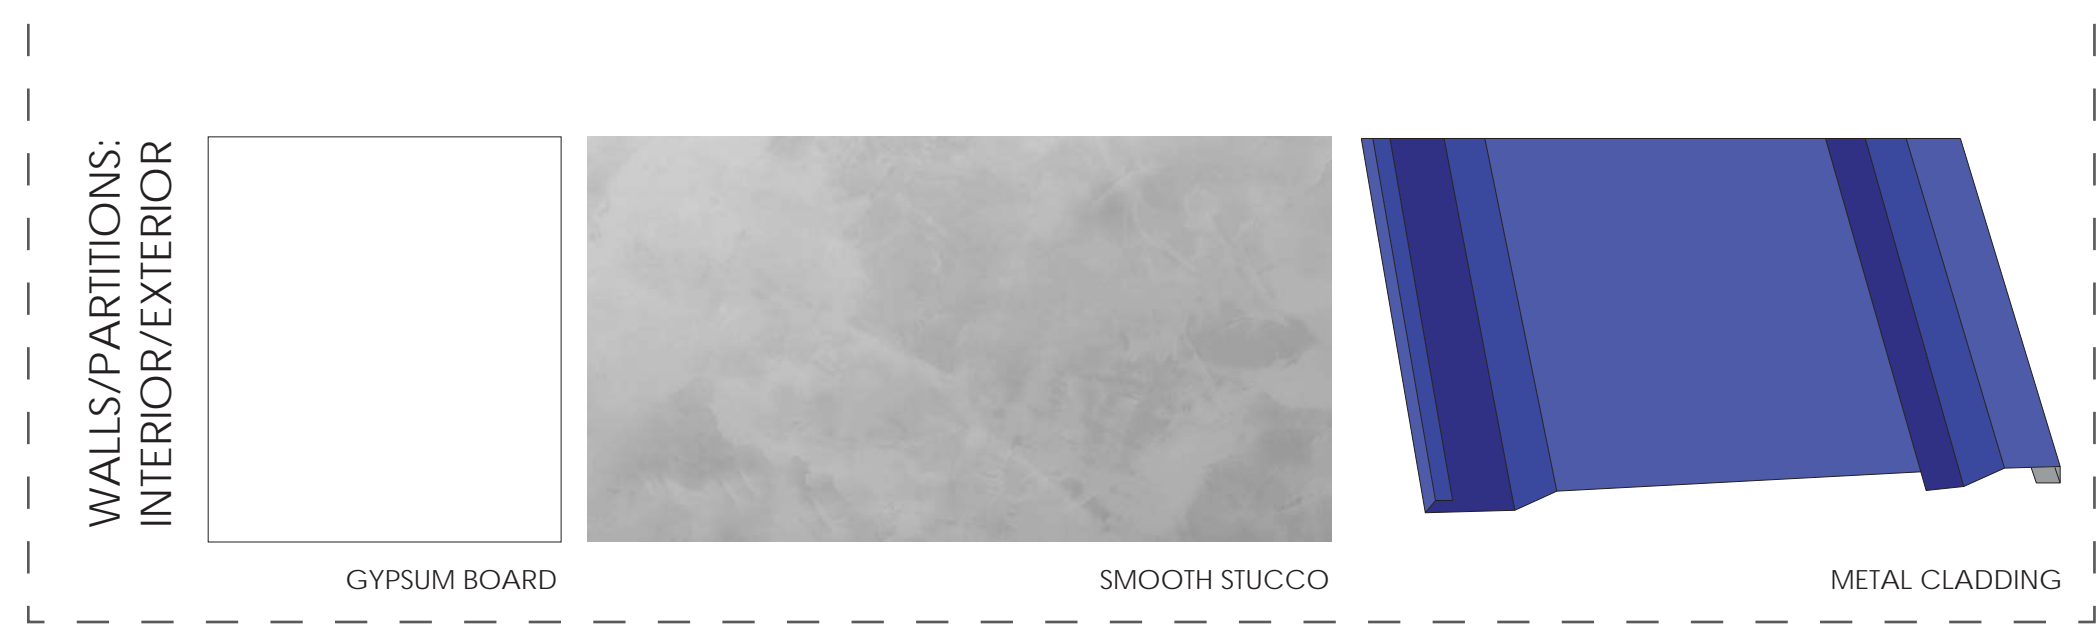 WALLS/PARTITIONS:
INTERIOR/EXTERIOR
GYPSUM BOARD
SMOOTH STUCCO
METAL CLADDING